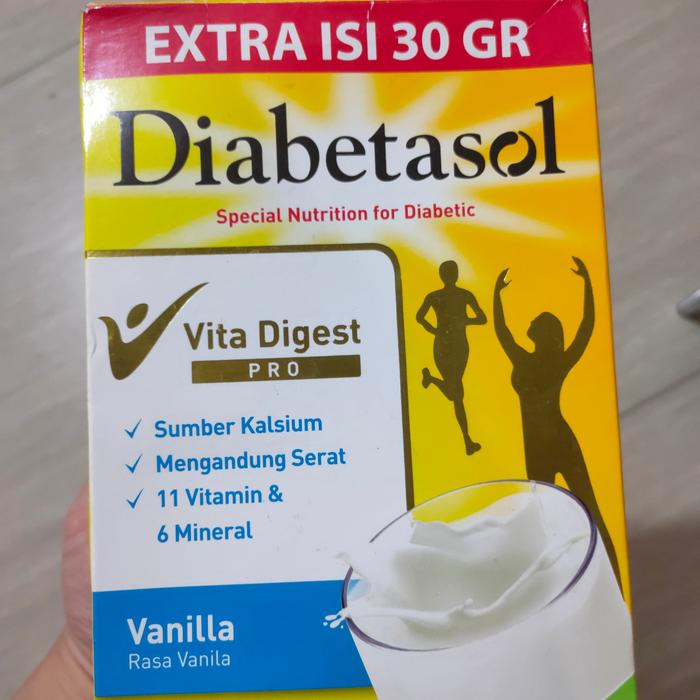 EXTRA ISI 30 GR
Diabetasol
Special Nutrition for Diabetic
Vita Digest
PRO
Sumber Kalsium
Mengandung Serat
11 Vitamin &
6 Mineral
Vanilla
Rasa Vanila